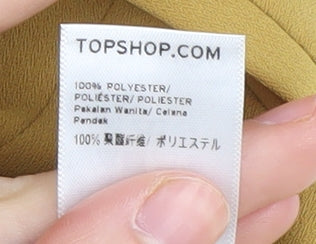 TOPSHOP.COM
100% POLYESTER/
POLIÉSTER/ POLIESTER
Pakaian Wanita/ Celana
Pendek
100% 聚酯纤维/ ポリエステル